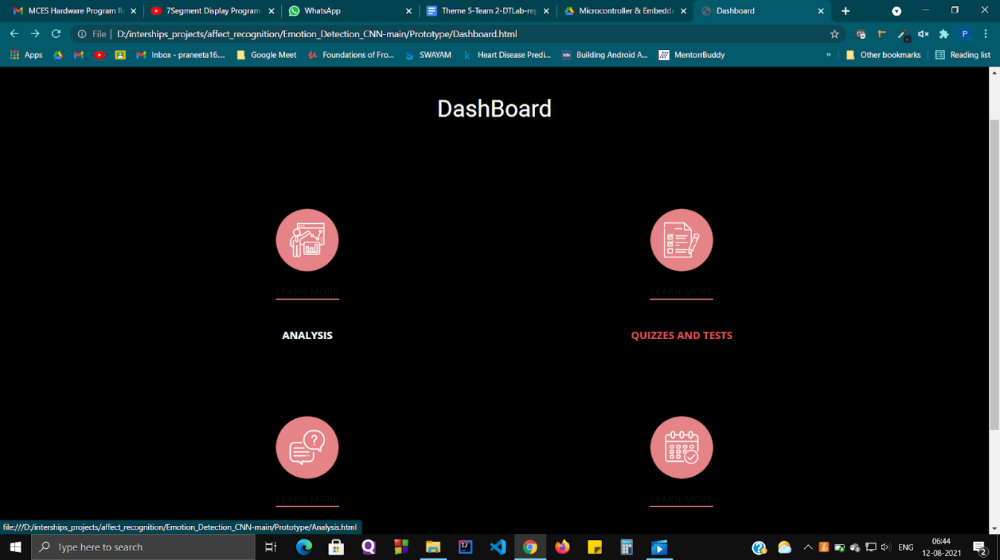 MCES Hardware Program Re
7Segment Display Program
WhatsApp
Theme 5-Team 2-DTLab-rep
Microcontroller & Embedde
Dashboard
File | D:/interships_projects/affect_recognition/Emotion_Detection_CNN-main/Prototype/Dashboard.html
P
Apps
Inbox - praneeta16....
Google Meet
Foundations of Fro...
SWAYAM
k Heart Disease Predi...
tds Building Android A...
MentorrBuddy
»
Other bookmarks
Reading list
DashBoard
LEARN MORE
LEARN MORE
ANALYSIS
QUIZZES AND TESTS
LEARN MORE
LEARN MORE
file:///D:/interships_projects/affect_recognition/Emotion_Detection_CNN-main/Prototype/Analysis.html
Type here to search
ENG
06:44
12-08-2021
2